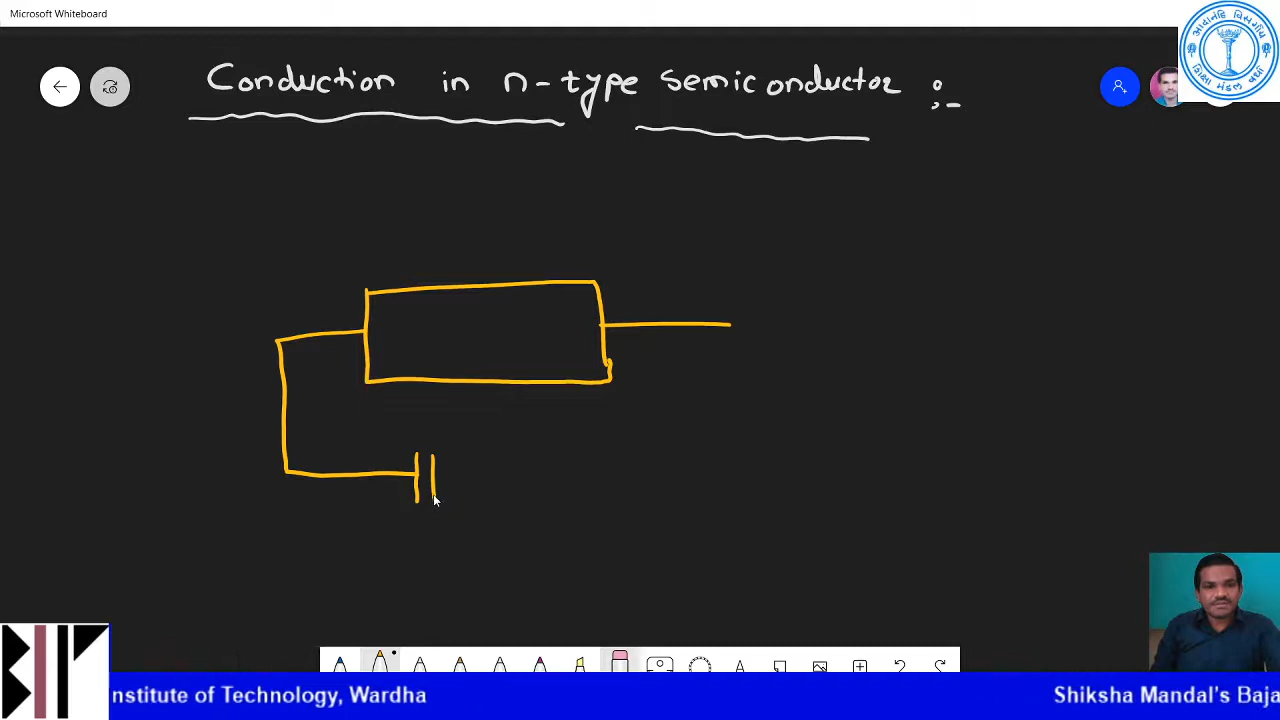 Microsoft Whiteboard
Conduction in n-type semiconductor :-
nstitute of Technology, Wardha
Shiksha Mandal's Baja